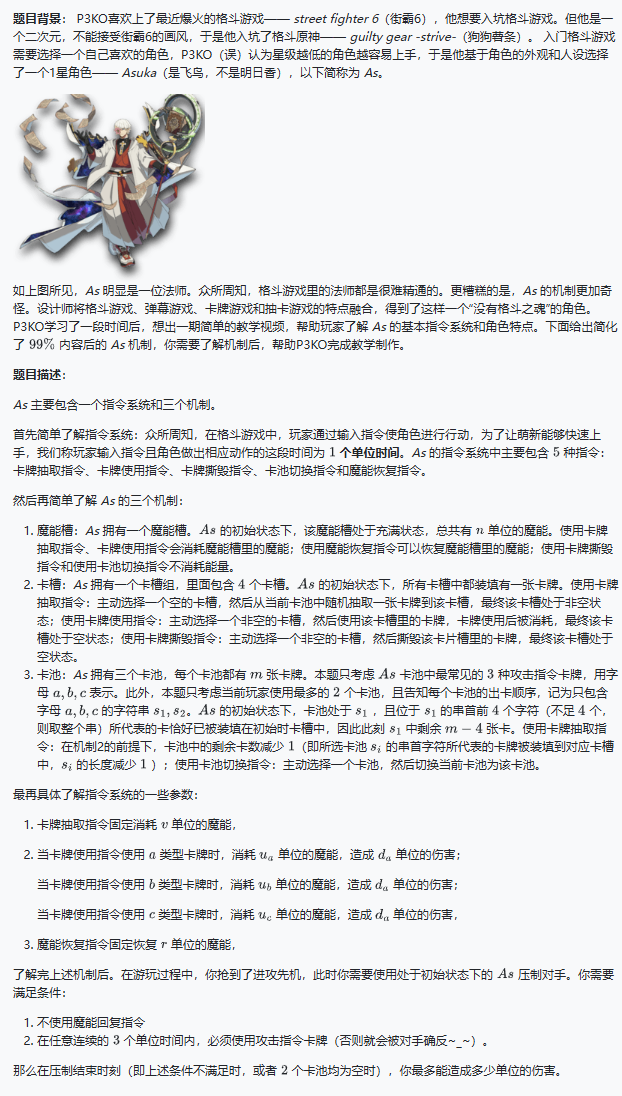 题目背景： P3KO喜欢上了最近爆火的格斗游戏—— street fighter 6（街霸6），他想要入坑格斗游戏。但他是一
个二次元，不能接受街霸6的画风，于是他入坑了格斗原神—— guilty gear -strive-（狗狗薯条）。 入门格斗游戏
需要选择一个自己喜欢的角色，P3KO（误）认为星级越低的角色越容易上手，于是他基于角色的外观和人设选
择了一个1星角色—— Asuka（是飞鸟，不是明日香），以下简称为 As。
如上图所见，As 明显是一位法师。众所周知，格斗游戏里的法师都是很难精通的。更糟糕的是，As 的机制更加奇
怪。设计师将格斗游戏、弹幕游戏、卡牌游戏和抽卡游戏的特点融合，得到了这样一个“没有格斗之魂”的角色。
P3KO学习了一段时间后，想出一期简单的教学视频，帮助玩家了解 As 的基本指令系统和角色特点。下面给出简化
了 99% 内容后的 As 机制，你需要了解机制后，帮助P3KO完成教学制作。
题目描述：
As 主要包含一个指令系统和三个机制。
首先简单了解指令系统：众所周知，在格斗游戏中，玩家通过输入指令使角色进行行动，为了让萌新能够快速上
手，我们称玩家输入指令且角色做出相应动作的这段时间为 1 个单位时间。As 的指令系统中主要包含 5 种指令：
卡牌抽取指令、卡牌使用指令、卡牌撕毁指令、卡池切换指令和魔能恢复指令。
然后再简单了解 As 的三个机制：
1. 魔能槽：As 拥有一个魔能槽。As 的初始状态下，该魔能槽处于充满状态，总共有 n 单位的魔能。使用卡牌
抽取指令、卡牌使用指令会消耗魔能槽里的魔能；使用魔能恢复指令可以恢复魔能槽里的魔能；使用卡牌撕毁
指令和使用卡池切换指令不消耗能量。
2. 卡槽：As 拥有一个卡槽组，里面包含 4 个卡槽。As 的初始状态下，所有卡槽中都装填有一张卡牌。使用卡牌
抽取指令：主动选择一个空的卡槽，然后从当前卡池中随机抽取一张卡牌到该卡槽，最终该卡槽处于非空状
态；使用卡牌使用指令：主动选择一个非空的卡槽，然后使用该卡槽里的卡牌，卡牌使用后被消耗，最终该卡
槽处于空状态；使用卡牌撕毁指令：主动选择一个非空的卡槽，然后撕毁该卡片槽里的卡牌，最终该卡槽处于
空状态。
3. 卡池：As 拥有三个卡池，每个卡池都有 m 张卡牌。本题只考虑 As 卡池中最常见的 3 种攻击指令卡牌，用字
母 a, b, c 表示。此外，本题只考虑当前玩家使用最多的 2 个卡池，且告知每个卡池的出卡顺序，记为只包含
字母 a, b, c 的字符串 s1, s2。As 的初始状态下，卡池处于 s1 ，且位于 s1 的串首前 4 个字符（不足 4 个，
则取整个串）所代表的卡恰好已被装填在初始时卡槽中，因此此刻 s1 中剩余 m − 4 张卡。使用卡牌抽取指
令：在机制2的前提下，卡池中的剩余卡数减少 1（即所选卡池 si 的串首字符所代表的卡牌被装填到对应卡槽
中，si 的长度减少 1 ）；使用卡池切换指令：主动选择一个卡池，然后切换当前卡池为该卡池。
最再具体了解指令系统的一些参数：
1. 卡牌抽取指令固定消耗 v 单位的魔能，
2. 当卡牌使用指令使用 a 类型卡牌时，消耗 ua 单位的魔能，造成 da 单位的伤害；
当卡牌使用指令使用 b 类型卡牌时，消耗 ub 单位的魔能，造成 da 单位的伤害；
当卡牌使用指令使用 c 类型卡牌时，消耗 uc 单位的魔能，造成 da 单位的伤害，
3. 魔能恢复指令固定恢复 r 单位的魔能，
了解完上述机制后。在游玩过程中，你抢到了进攻先机，此时你需要使用处于初始状态下的 As 压制对手。你需要
满足条件：
1. 不使用魔能回复指令
2. 在任意连续的 3 个单位时间内，必须使用攻击指令卡牌（否则就会被对手确反~_~）。
那么在压制结束时刻（即上述条件不满足时，或者 2 个卡池均为空时），你最多能造成多少单位的伤害。